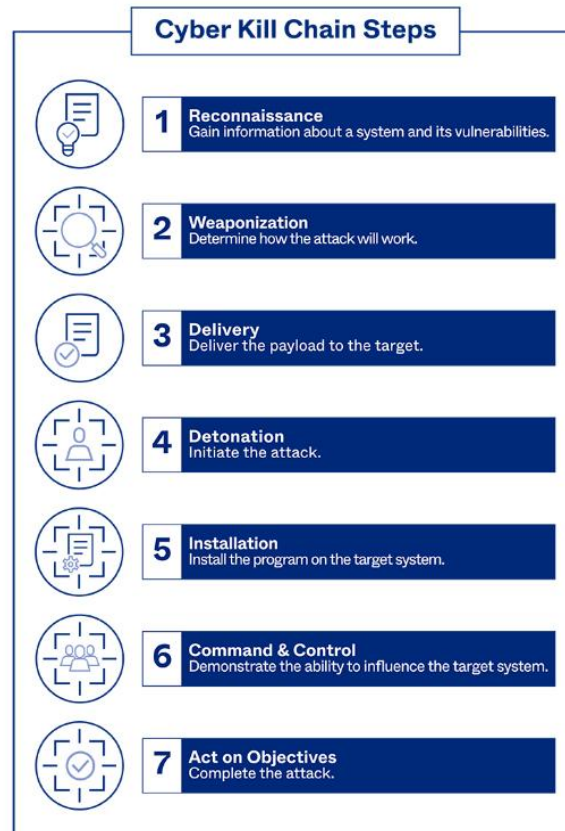 Cyber Kill Chain Steps
1
Reconnaissance
Gain information about a system and its vulnerabilities.
2
Weaponization
Determine how the attack will work.
3
Delivery
Deliver the payload to the target.
4
Detonation
Initiate the attack.
5
Installation
Install the program on the target system.
6
Command & Control
Demonstrate the ability to influence the target system.
7
Act on Objectives
Complete the attack.